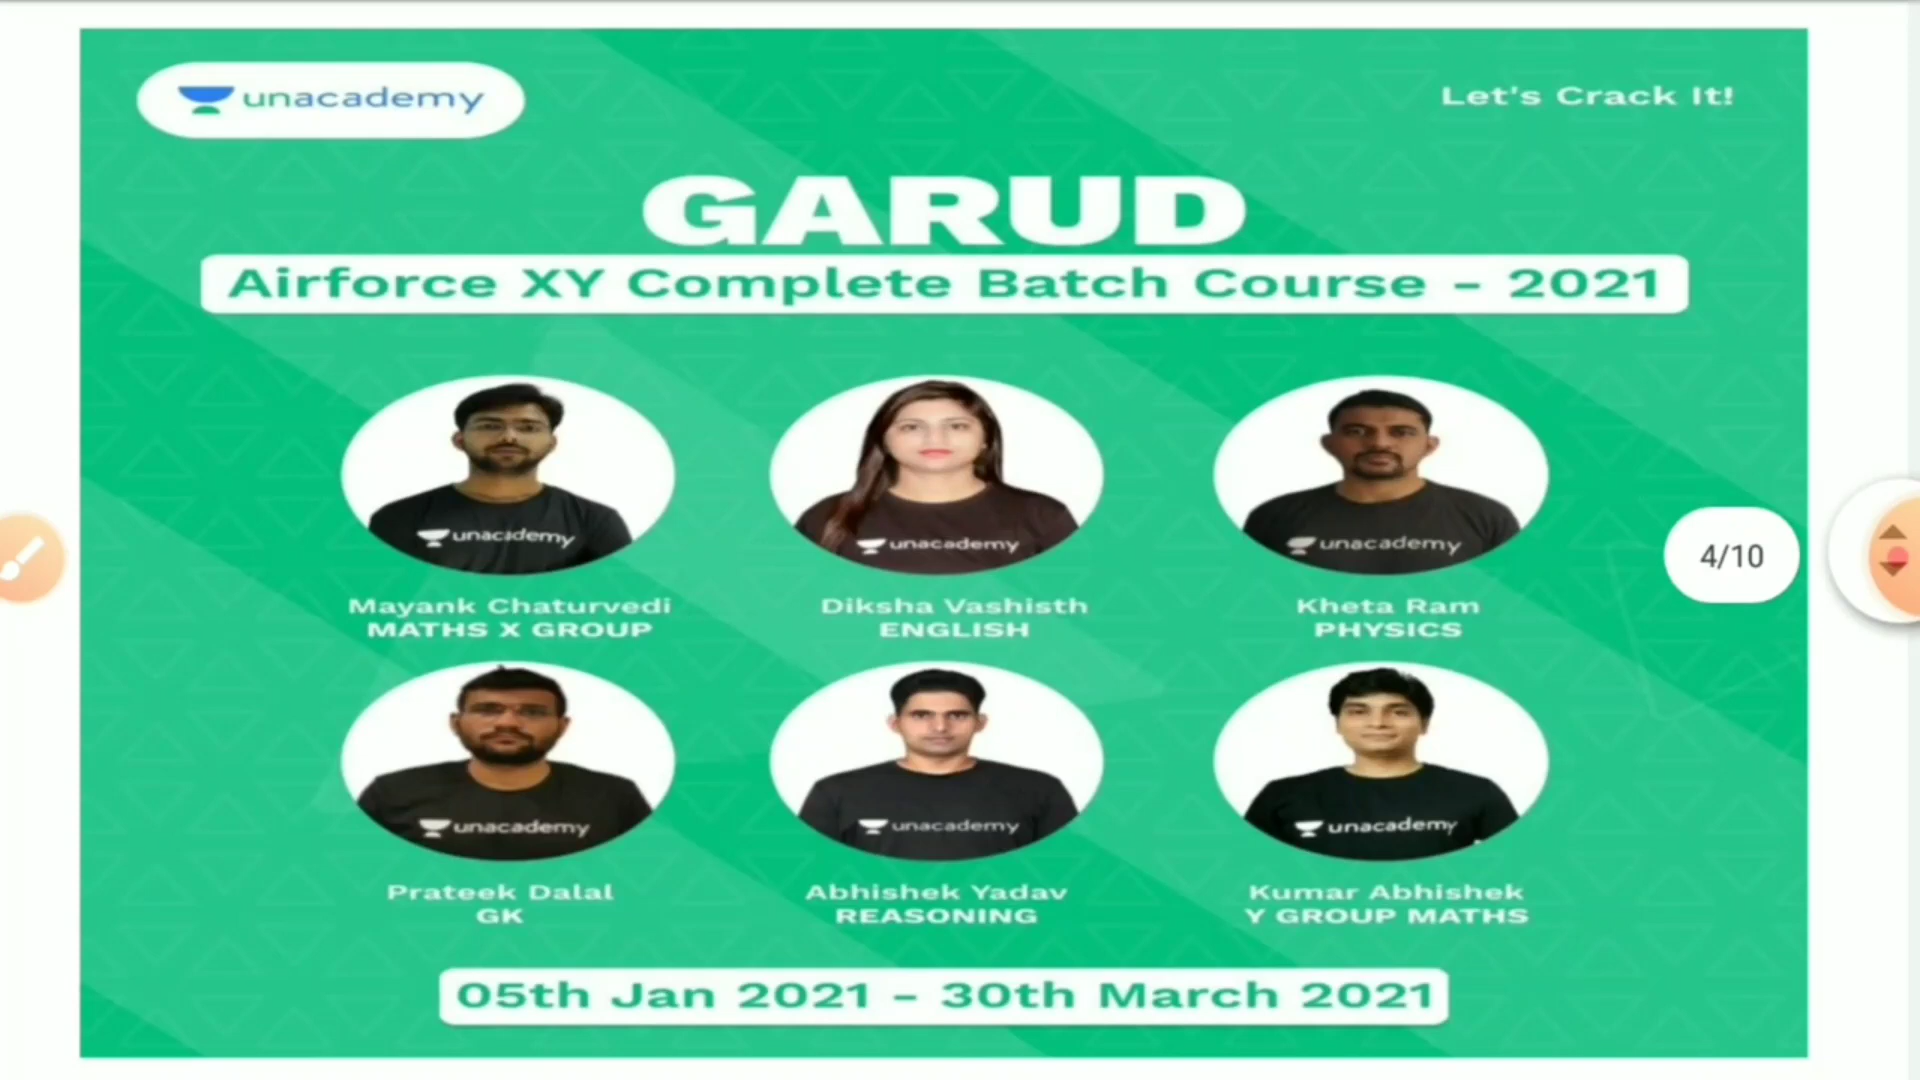 unacademy
Let's Crack It!
GARUD
Airforce XY Complete Batch Course - 2021
unacademy
unacademy
unacademy
Mayank Chaturvedi
MATHS X GROUP
Diksha Vashisth
ENGLISH
Kheta Ram
PHYSICS
4/10
unacademy
unacademy
unacademy
Prateek Dalal
GK
Abhishek Yadav
REASONING
Kumar Abhishek
Y GROUP MATHS
05th Jan 2021 - 30th March 2021